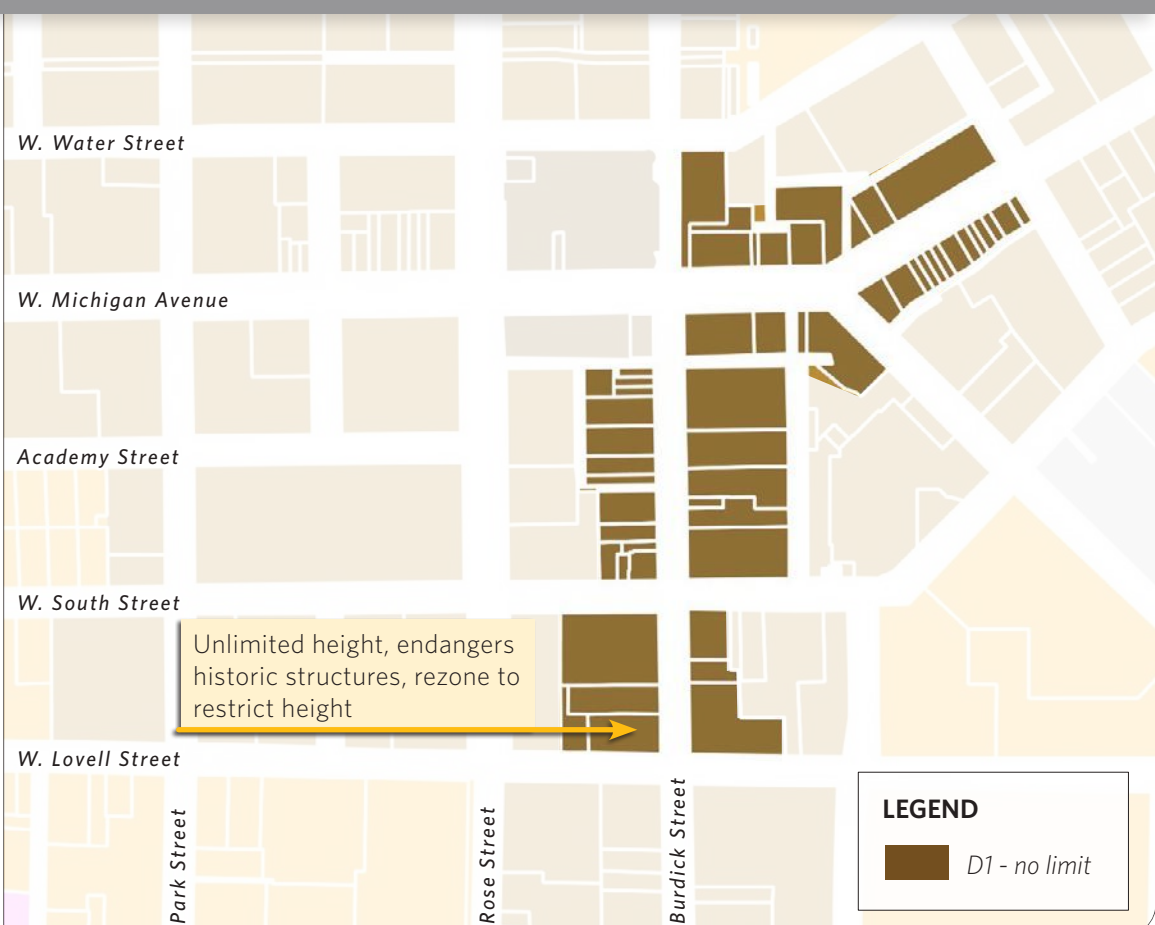 W. Water Street
W. Michigan Avenue
Academy Street
W. South Street
Unlimited height, endangers
historic structures, rezone to
restrict height
W. Lovell Street
Park Street
Rose Street
Burdick Street
LEGEND
D1 - no limit